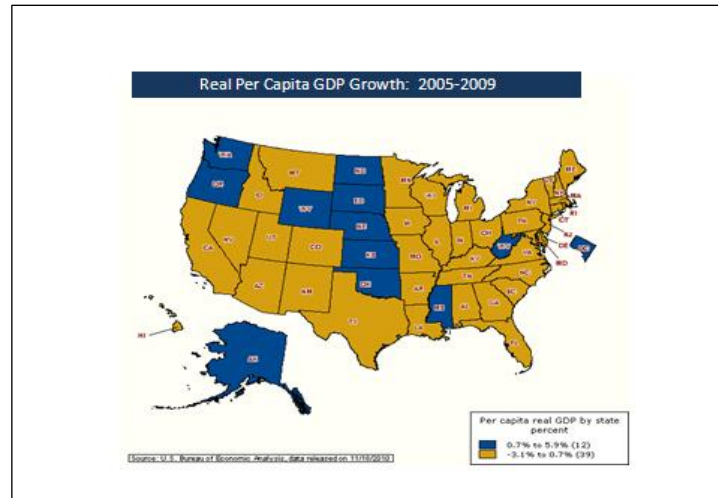 Real Per Capita GDP Growth: 2005-2009
WA
ND
MT
MN
ME
OR
ID
SD
WI
MI
NY
MA
WY
RI
CT
IA
NE
PA
NJ
NV
UT
IL
IN
OH
DE
DC
CO
WV
CA
KS
MO
KY
VA
MD
TN
NC
OK
AZ
NM
AR
SC
MS
AL
GA
TX
LA
FL
HI
AK
Per capita real GDP by state
percent
0.7% to 5.9% (12)
-3.1% to 0.7% (39)
Source: U.S. Bureau of Economic Analysis, data released on 11/18/2010